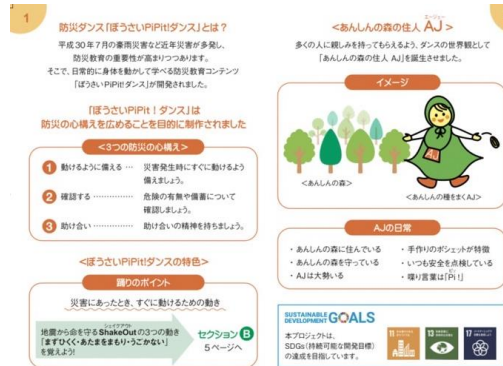 1
防災ダンス「ぼうさいPiPit!ダンス」とは？
平成30年7月の豪雨災害など近年災害が多発し、
防災教育の重要性が高まりつつあります。
そこで、日常的に身体を動かして学べる防災教育コンテンツ
「ぼうさいPiPit!ダンス」が開発されました。
「ぼうさいPiPit！ダンス」は
防災の心構えを広めることを目的に制作されました
＜3つの防災の心構え＞
1 動けるように備える … 災害発生時にすぐに動けるよう
備えましょう。
2 確認する …………… 危険の有無や備蓄について
確認しましょう。
3 助け合い …………… 助け合いの精神を持ちましょう。
＜ぼうさいPiPit!ダンスの特色＞
踊りのポイント
災害にあったとき、すぐに動けるための動き
シェイクアウト
地震から命を守るShakeOutの3つの動き
「まずひくく・あたまをまもり・うごかない」
を覚えよう!
セクションB
5ページへ
エージェー
＜あんしんの森の住人 AJ＞
多くの人に親しみを持ってもらえるよう、ダンスの世界観として
「あんしんの森の住人 AJ」を誕生させました。
イメージ
AJ
＜あんしんの森＞
＜あんしんの種をまくAJ＞
AJの日常
・あんしんの森に住んでいる
・あんしんの森を守っている
・AJは大勢いる
・手作りのポシェットが特徴
・いつも安全を点検している
ピッ
・喋り言葉は「Pi!」
SUSTAINABLE
DEVELOPMENT GOALS
本プロジェクトは、
SDGs(持続可能な開発目標)
の達成を目指しています。
11
13
17